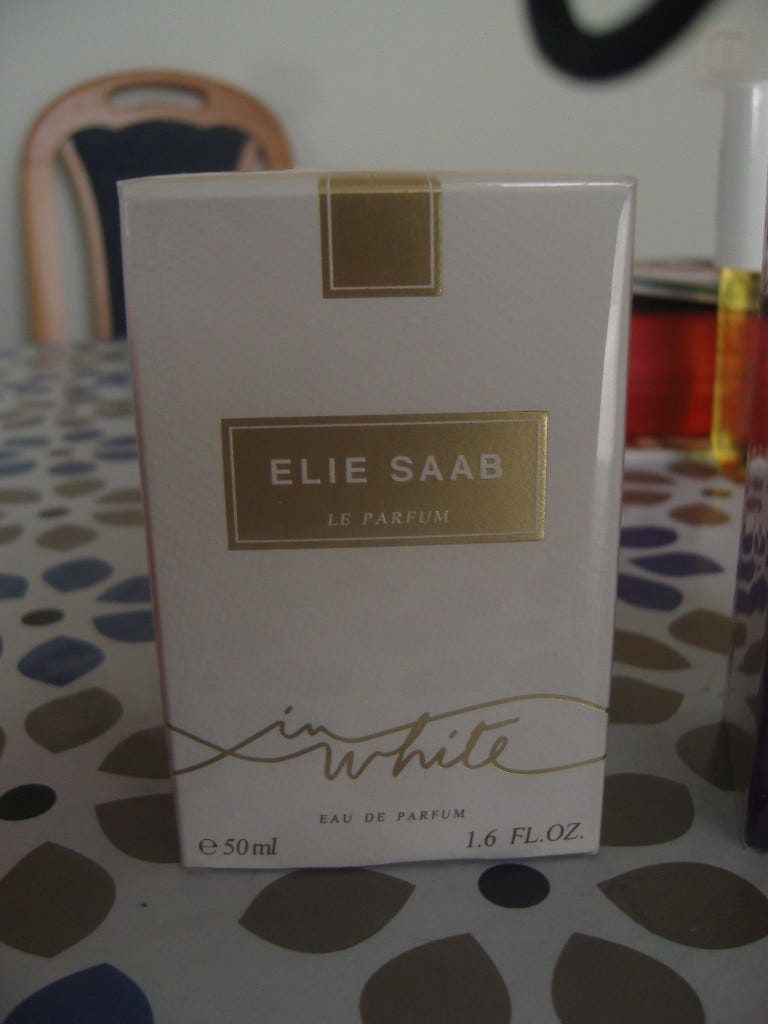 ELIE SAAB
LE PARFUM
in
white
EAU DE PARFUM
℮ 50 ml 1.6 FL.OZ.